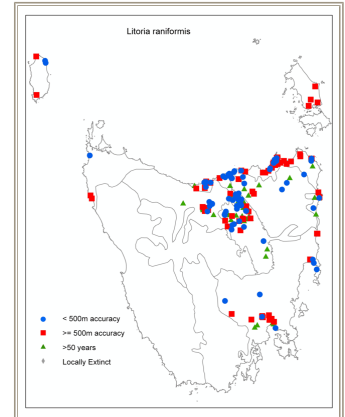 Litoria raniformis
< 500m accuracy
>= 500m accuracy
>50 years
Locally Extinct